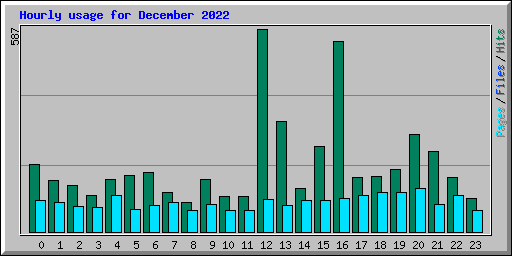 Hourly usage for December 2022
587
Pages/Files/Hits
0 1 2 3 4 5 6 7 8 9 10 11 12 13 14 15 16 17 18 19 20 21 22 23